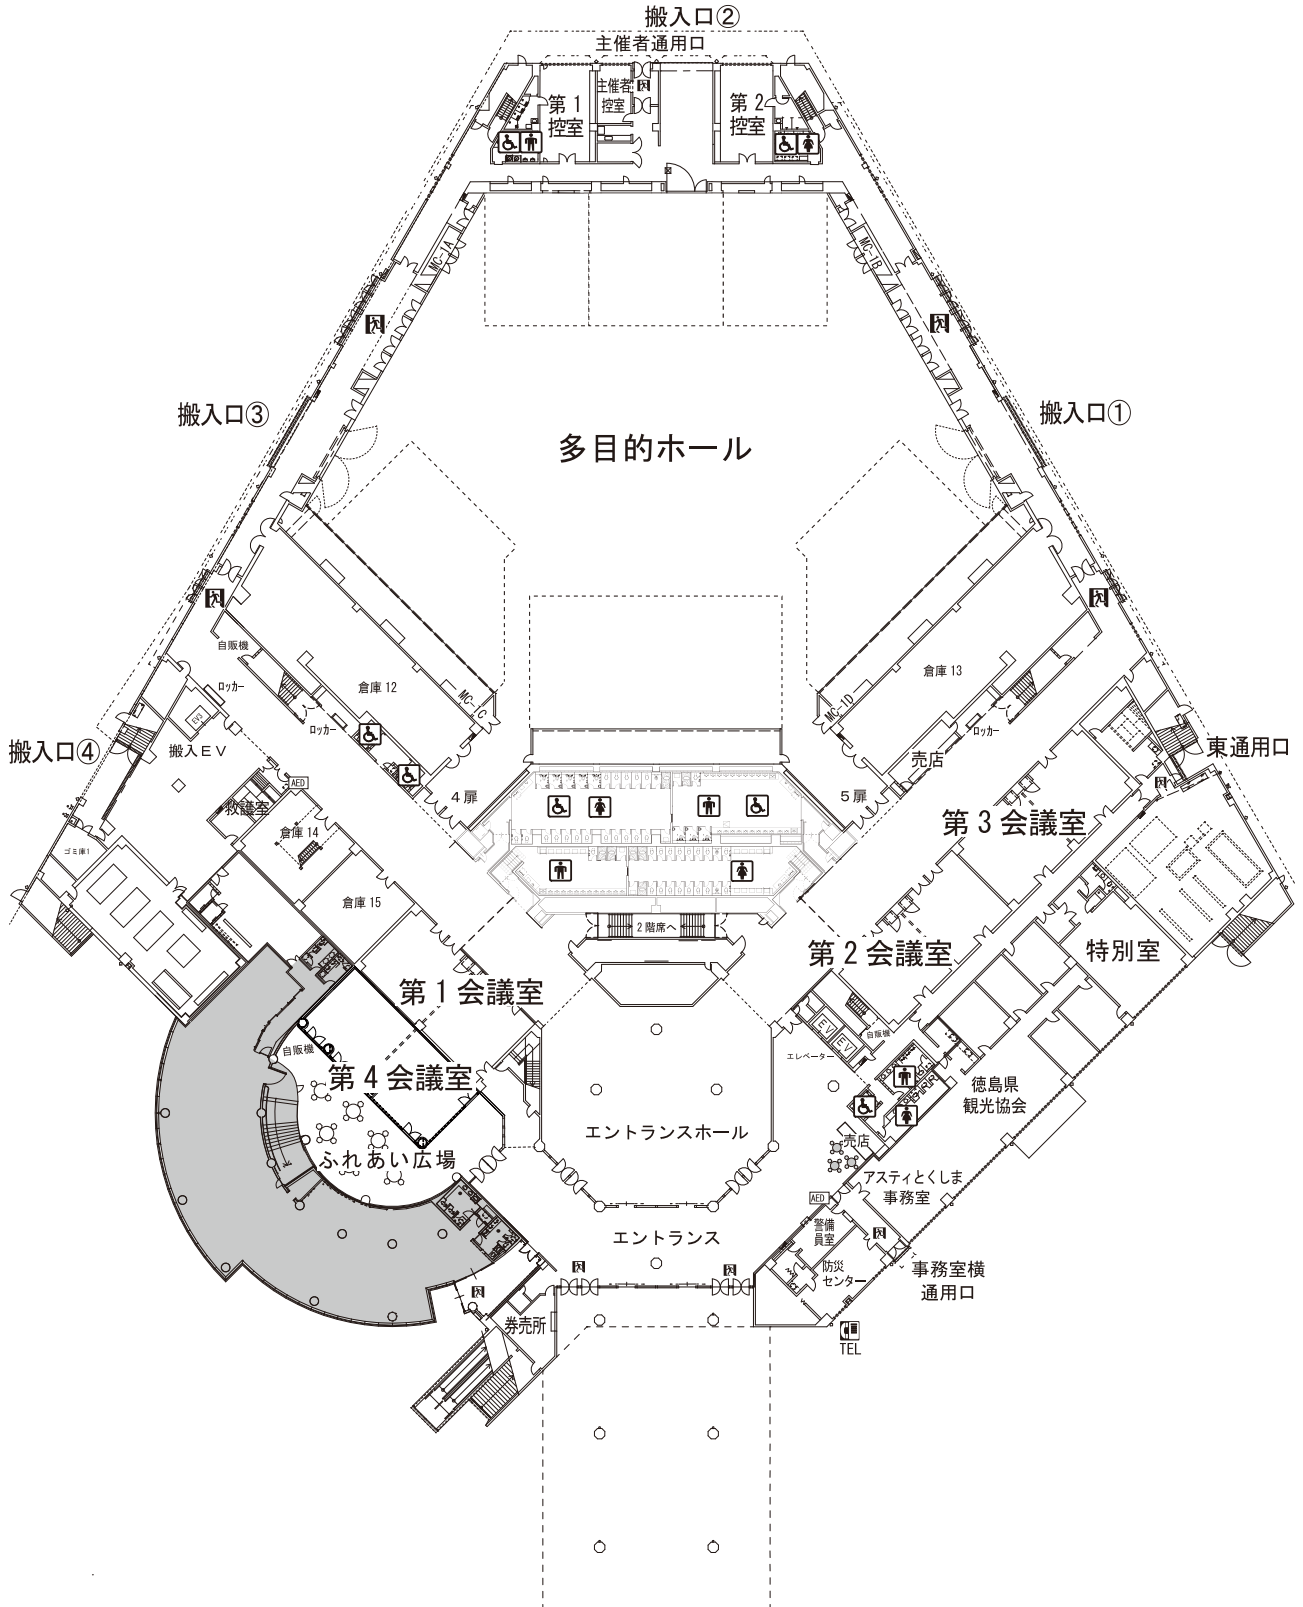 搬入口②
主催者通用口
主催者
控室
第1
控室
第2
控室
MC-1A
MC-1B
搬入口③
搬入口①
多目的ホール
自販機
ロッカー
倉庫12
MC-1C
MC-1D
倉庫13
ロッカー
ロッカー
EV3
搬入EV
搬入口④
東通用口
売店
AED
救護室
倉庫14
4扉
5扉
第3会議室
ゴミ庫1
倉庫15
2階席へ
第2会議室
特別室
第1会議室
EV
EV
自販機
エレベーター
自販機
第4会議室
徳島県
観光協会
エントランスホール
売店
ふれあい広場
アスティとくしま
事務室
AED
エントランス
警備
員室
防災
センター
事務室横
通用口
券売所
TEL